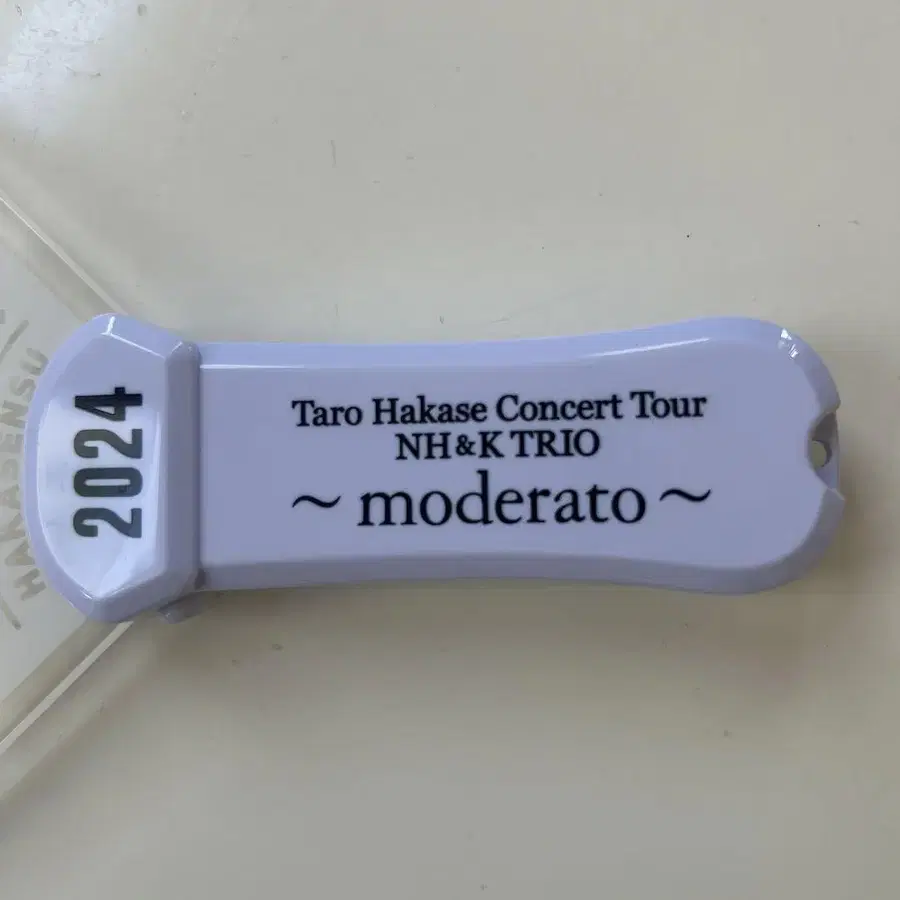 2024
Taro Hakase Concert Tour
NH&K TRIO
~ moderato ~
HAKASENSU